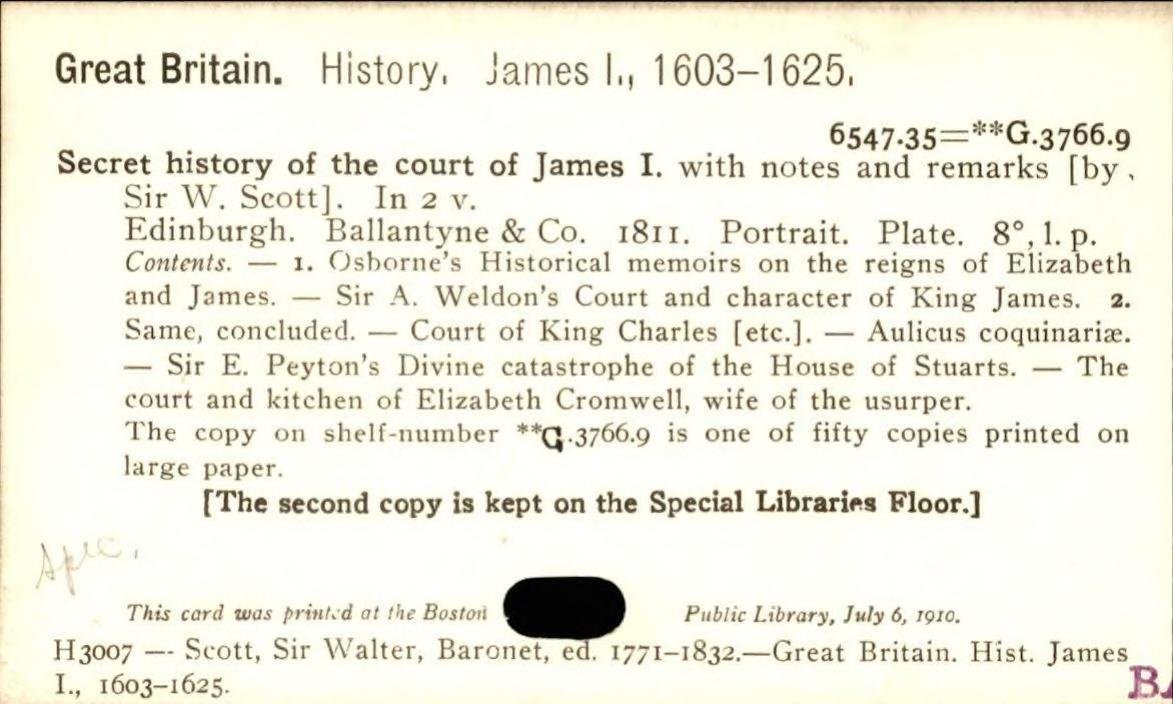 Great Britain. History. James I., 1603-1625.
6547.35=**G.3766.9
Secret history of the court of James I. with notes and remarks [by
Sir W. Scott]. In 2 v.
Edinburgh. Ballantyne & Co. 1811. Portrait. Plate. 8°, l. p.
Contents. — 1. Osborne's Historical memoirs on the reigns of Elizabeth
and James. — Sir A. Weldon's Court and character of King James. 2.
Same, concluded. — Court of King Charles [etc.]. — Aulicus coquinariæ.
— Sir E. Peyton's Divine catastrophe of the House of Stuarts. — The
court and kitchen of Elizabeth Cromwell, wife of the usurper.
The copy on shelf-number **G.3766.9 is one of fifty copies printed on
large paper.
[The second copy is kept on the Special Libraries Floor.]
Spec.
This card was printed at the Boston Public Library, July 6, 1910.
H3007 — Scott, Sir Walter, Baronet, ed. 1771-1832.—Great Britain. Hist. James
I., 1603-1625.
B.